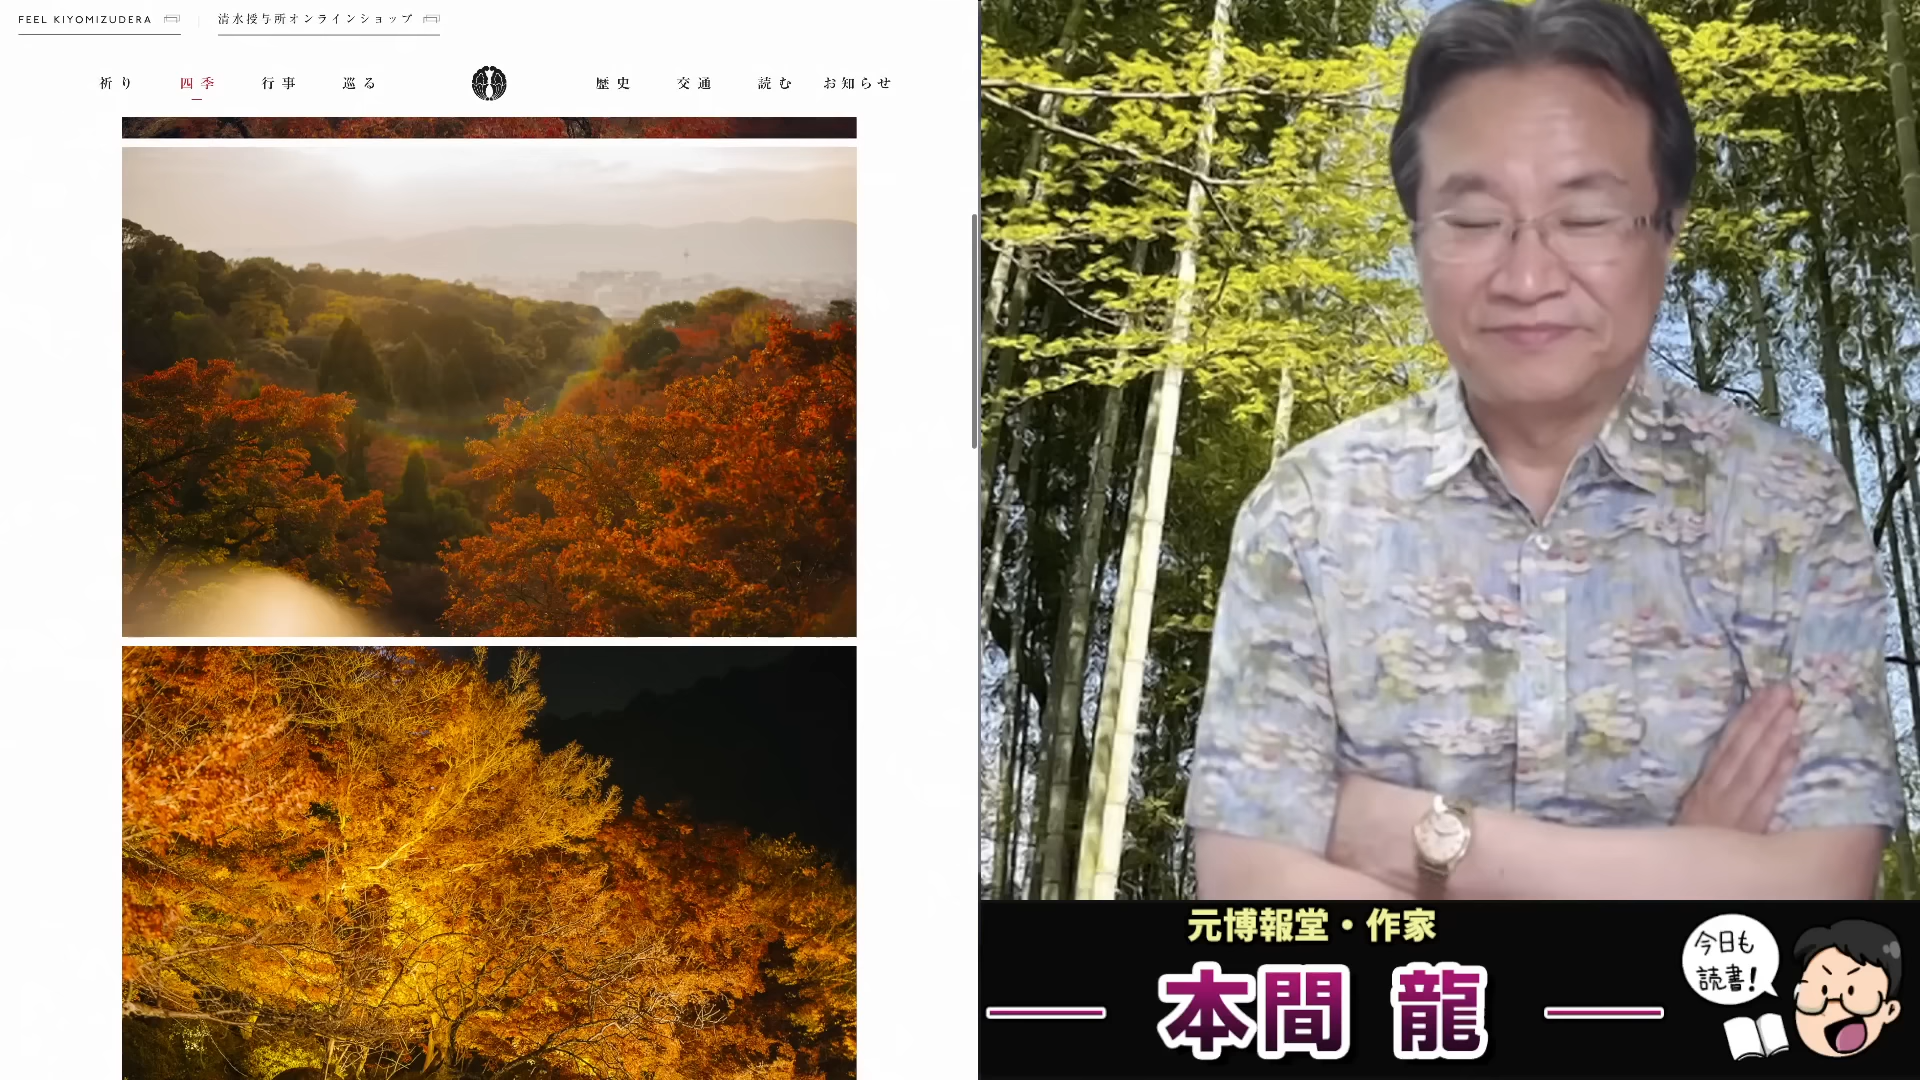 FEEL KIYOMIZUDERA
清水授与所オンラインショップ
祈り
四季
行事
巡る
歴史
交通
読む
お知らせ
元博報堂・作家
本間 龍
今日も
読書!